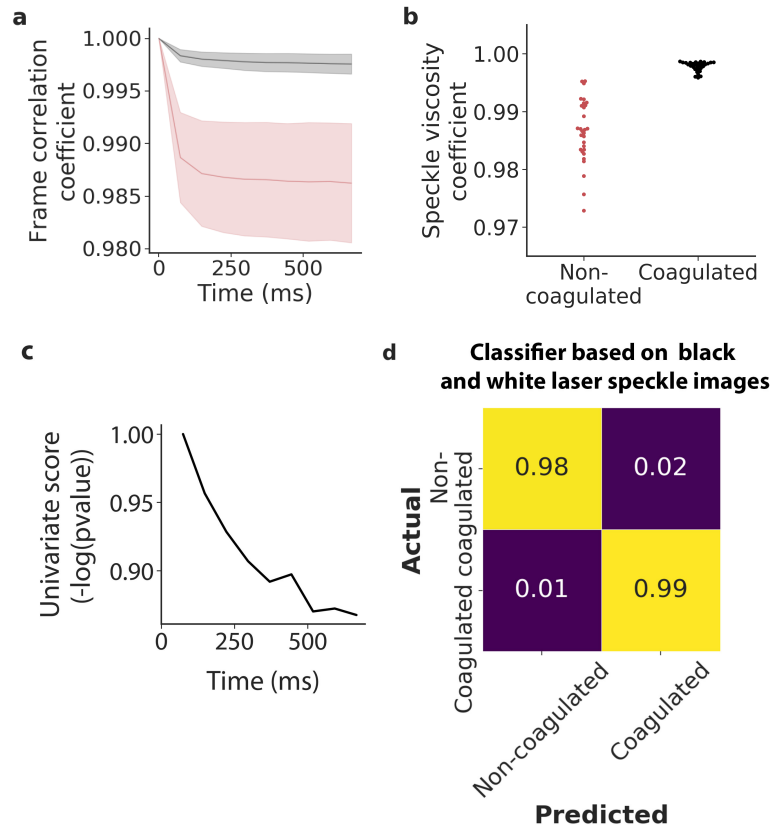 a
Frame correlation
coefficient
1.000
0.995
0.990
0.985
0.980
0
250
500
Time (ms)
b
Speckle viscosity
coefficient
1.00
0.99
0.98
0.97
Non-
coagulated
Coagulated
c
Univariate score
(-log(pvalue))
1.00
0.95
0.90
0
250
500
Time (ms)
d
Classifier based on black
and white laser speckle images
Actual
Non-
coagulated
Coagulated
0.98
0.02
0.01
0.99
Non-coagulated
Coagulated
Predicted